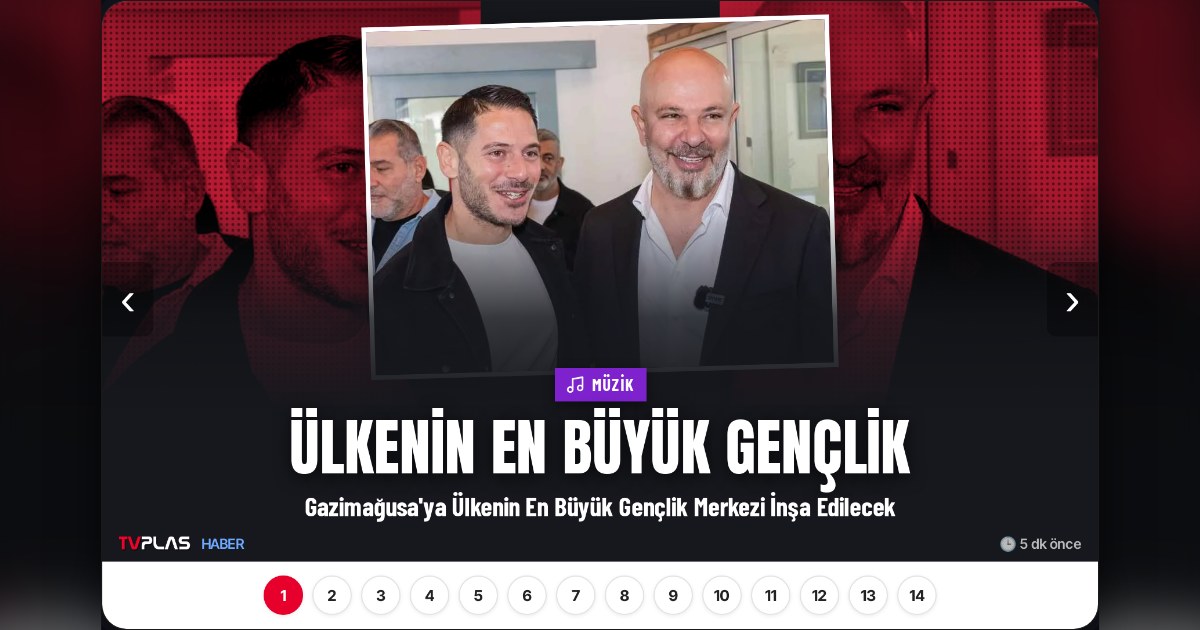 MÜZİK
ÜLKENİN EN BÜYÜK GENÇLİK
Gazimağusa'ya Ülkenin En Büyük Gençlik Merkezi İnşa Edilecek
TVPLAS HABER
5 dk önce
1 2 3 4 5 6 7 8 9 10 11 12 13 14